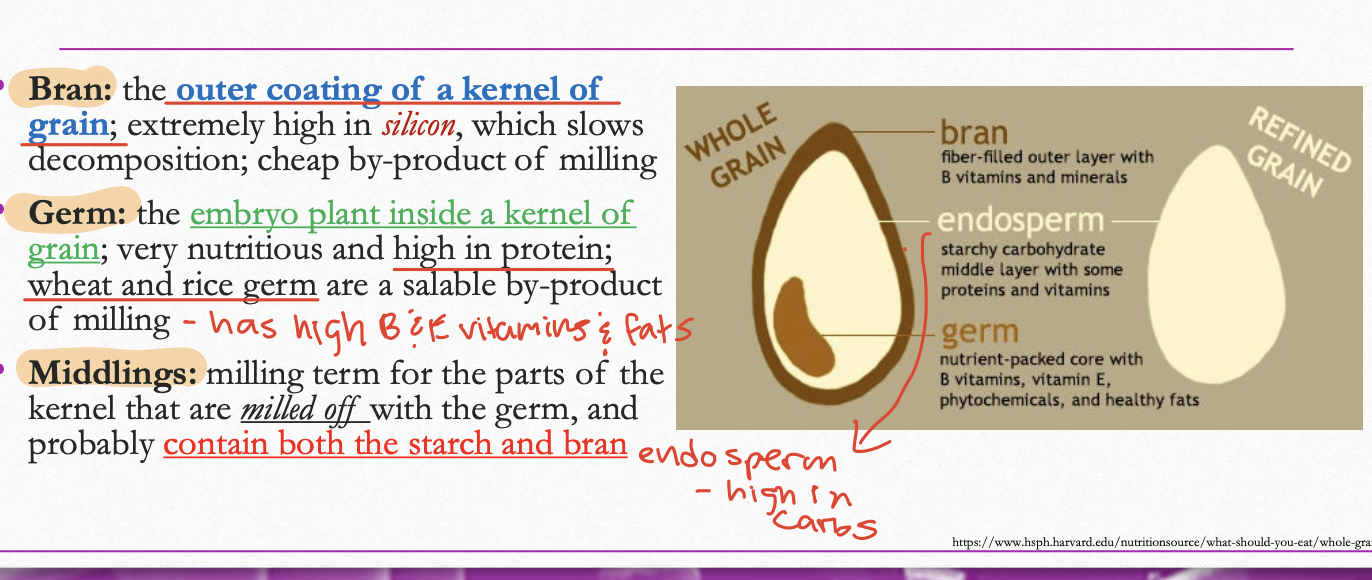 • Bran: the outer coating of a kernel of
grain; extremely high in silicon, which slows
decomposition; cheap by-product of milling
• Germ: the embryo plant inside a kernel of
grain; very nutritious and high in protein;
wheat and rice germ are a salable by-product
of milling - has high B & E vitamins & fats
• Middlings: milling term for the parts of the
kernel that are milled off with the germ, and
probably contain both the starch and bran
WHOLE
GRAIN
bran
fiber-filled outer layer with
B vitamins and minerals
endosperm
starchy carbohydrate
middle layer with some
proteins and vitamins
germ
nutrient-packed core with
B vitamins, vitamin E,
phytochemicals, and healthy fats
REFINED
GRAIN
endosperm
- high in
carbs
https://www.hsph.harvard.edu/nutritionsource/what-should-you-eat/whole-gra